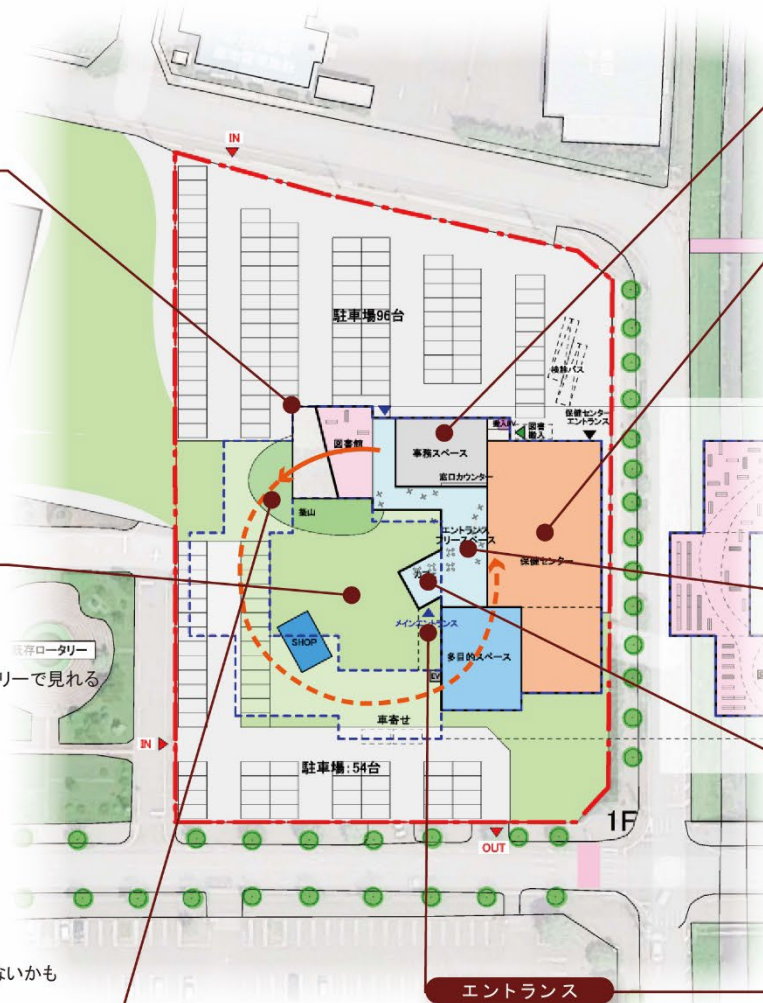 IN
駐車場96台
検診バス
保健センター
エントランス
搬入EV
図書
搬入
図書館
事務スペース
窓口カウンター
築山
エントランス
フリースペース
保健センター
カフェ
メインエントランス
SHOP
多目的スペース
EV
既存ロータリー
リーで見れる
車寄せ
IN
駐車場:54台
1F
OUT
ないかも
エントランス